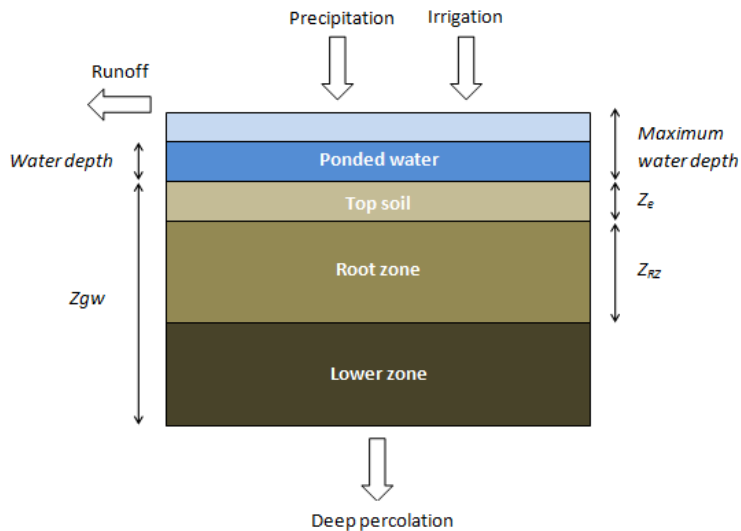 Precipitation
Irrigation
Runoff
Water depth
Ponded water
Maximum
water depth
Top soil
Ze
Root zone
ZRZ
Zgw
Lower zone
Deep percolation